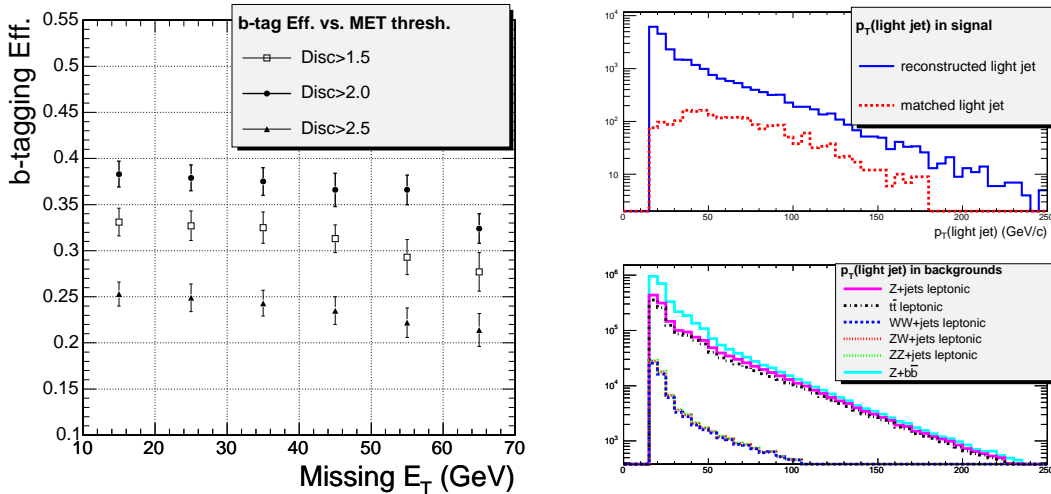 b-tagging Eff.
0.55
0.5
0.45
0.4
0.35
0.3
0.25
0.2
0.15
0.1
b-tag Eff. vs. MET thresh.
Disc>1.5
Disc>2.0
Disc>2.5
10 20 30 40 50 60 70
Missing E_T (GeV)
10^4
10^3
10^2
10
p_T(light jet) in signal
reconstructed light jet
matched light jet
0 50 100 150 200 250
p_T(light jet) (GeV/c)
10^6
10^5
10^4
10^3
p_T(light jet) in backgrounds
Z+jets leptonic
tt̄ leptonic
WW+jets leptonic
ZW+jets leptonic
ZZ+jets leptonic
Z+bb̄
0 50 100 150 200 250
p_T(light jet) (GeV/c)